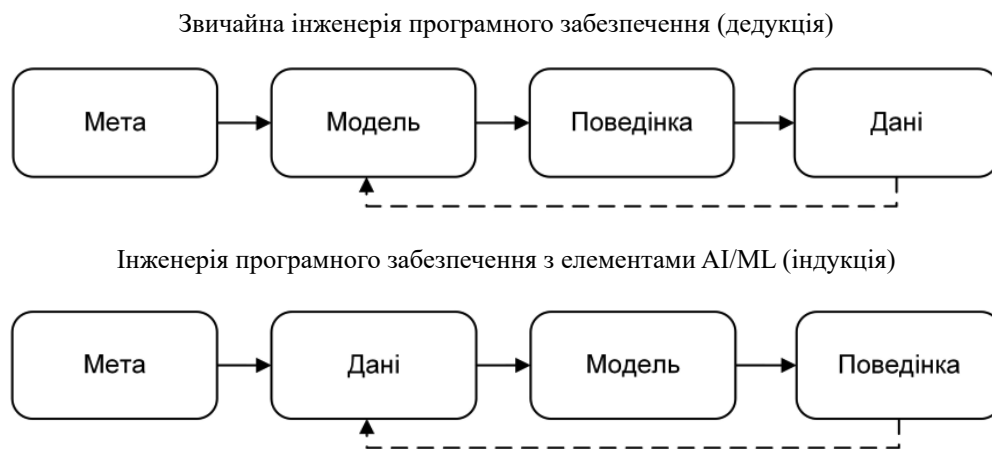 Звичайна інженерія програмного забезпечення (дедукція)
Мета
Модель
Поведінка
Дані
Інженерія програмного забезпечення з елементами AI/ML (індукція)
Мета
Дані
Модель
Поведінка